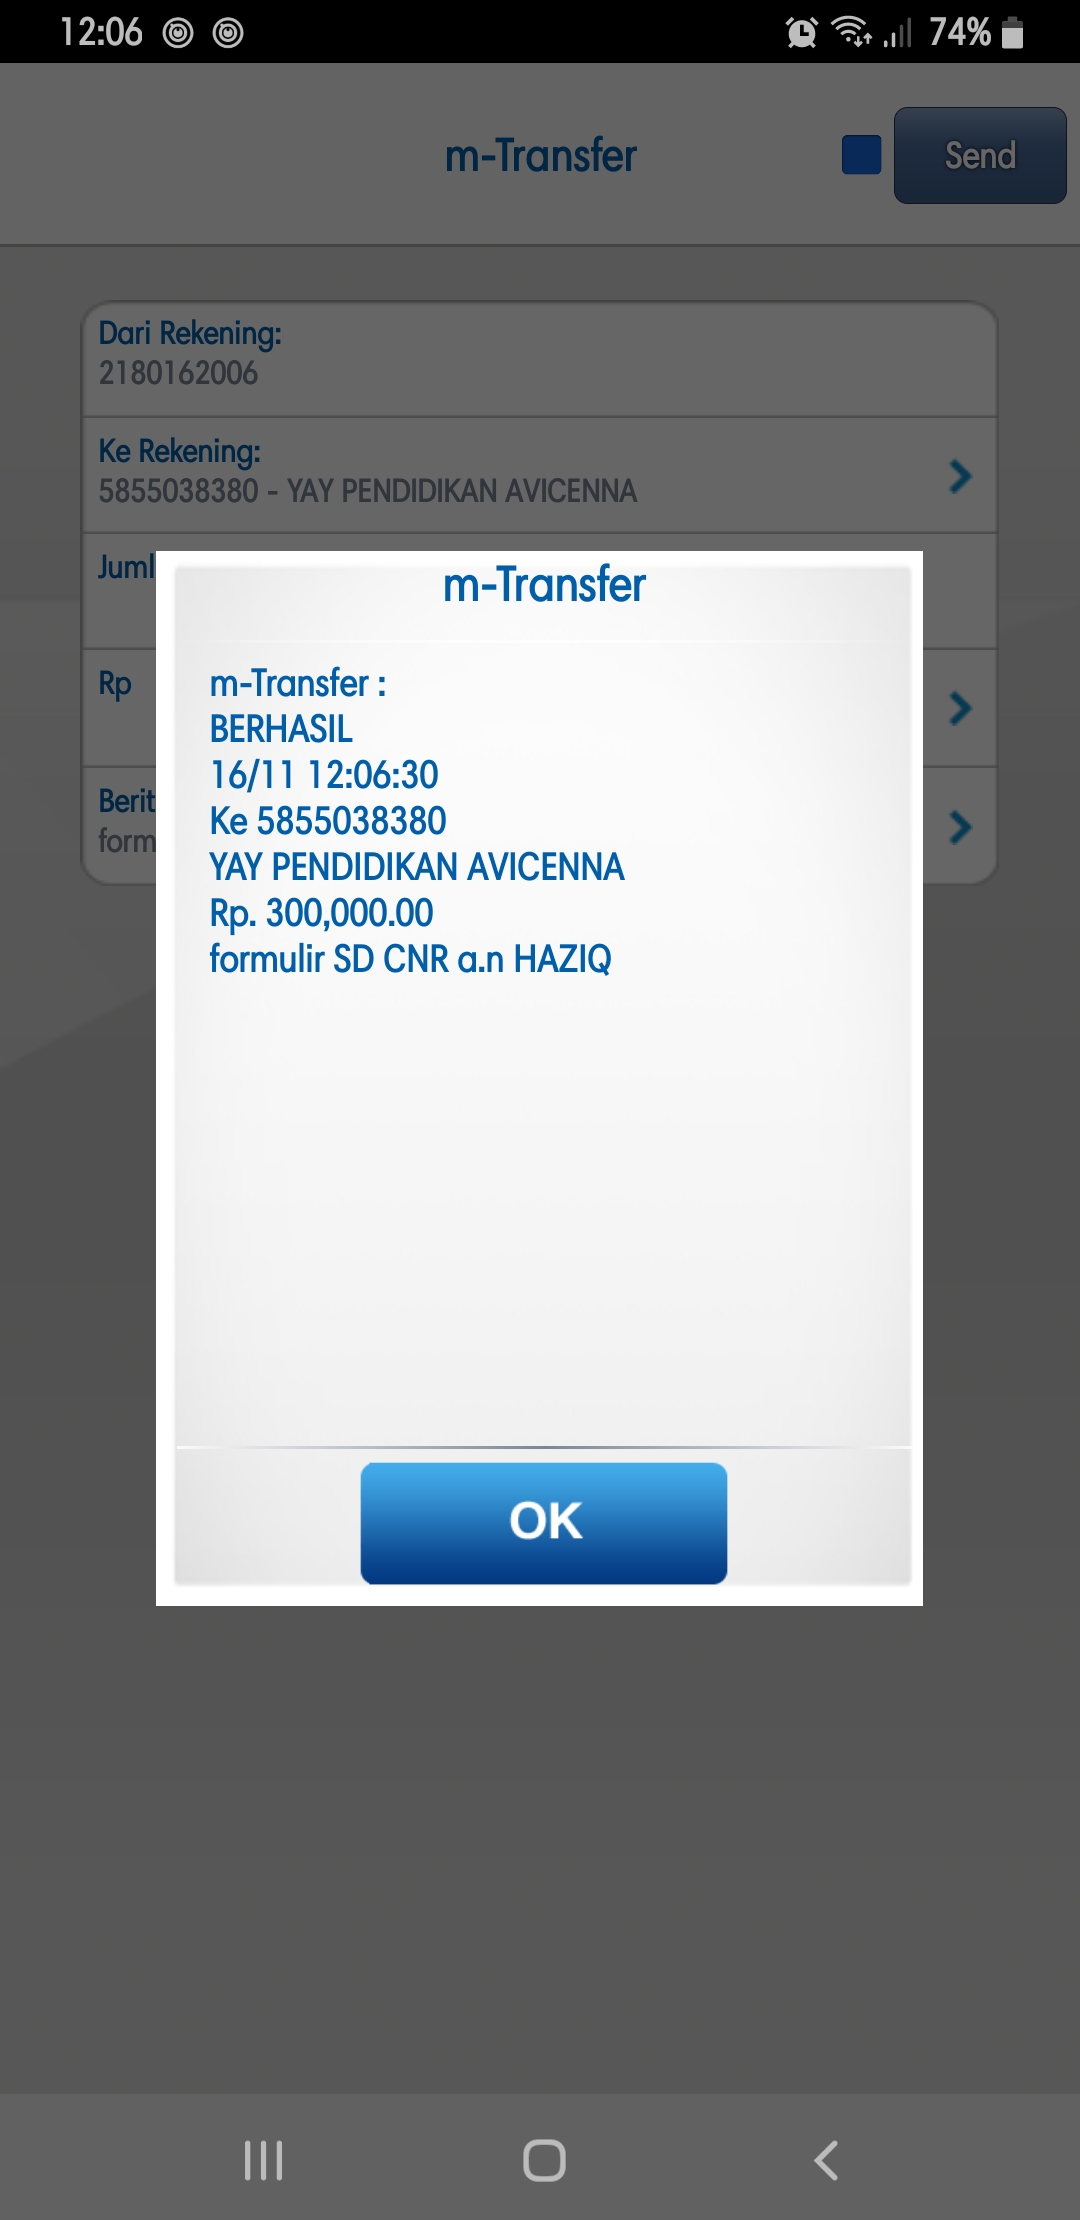 12:06
74%
m-Transfer
Send
Dari Rekening:
2180162006
Ke Rekening:
5855038380 - YAY PENDIDIKAN AVICENNA
Juml
Rp
Berit
form
m-Transfer
m-Transfer :
BERHASIL
16/11 12:06:30
Ke 5855038380
YAY PENDIDIKAN AVICENNA
Rp. 300,000.00
formulir SD CNR a.n HAZIQ
OK